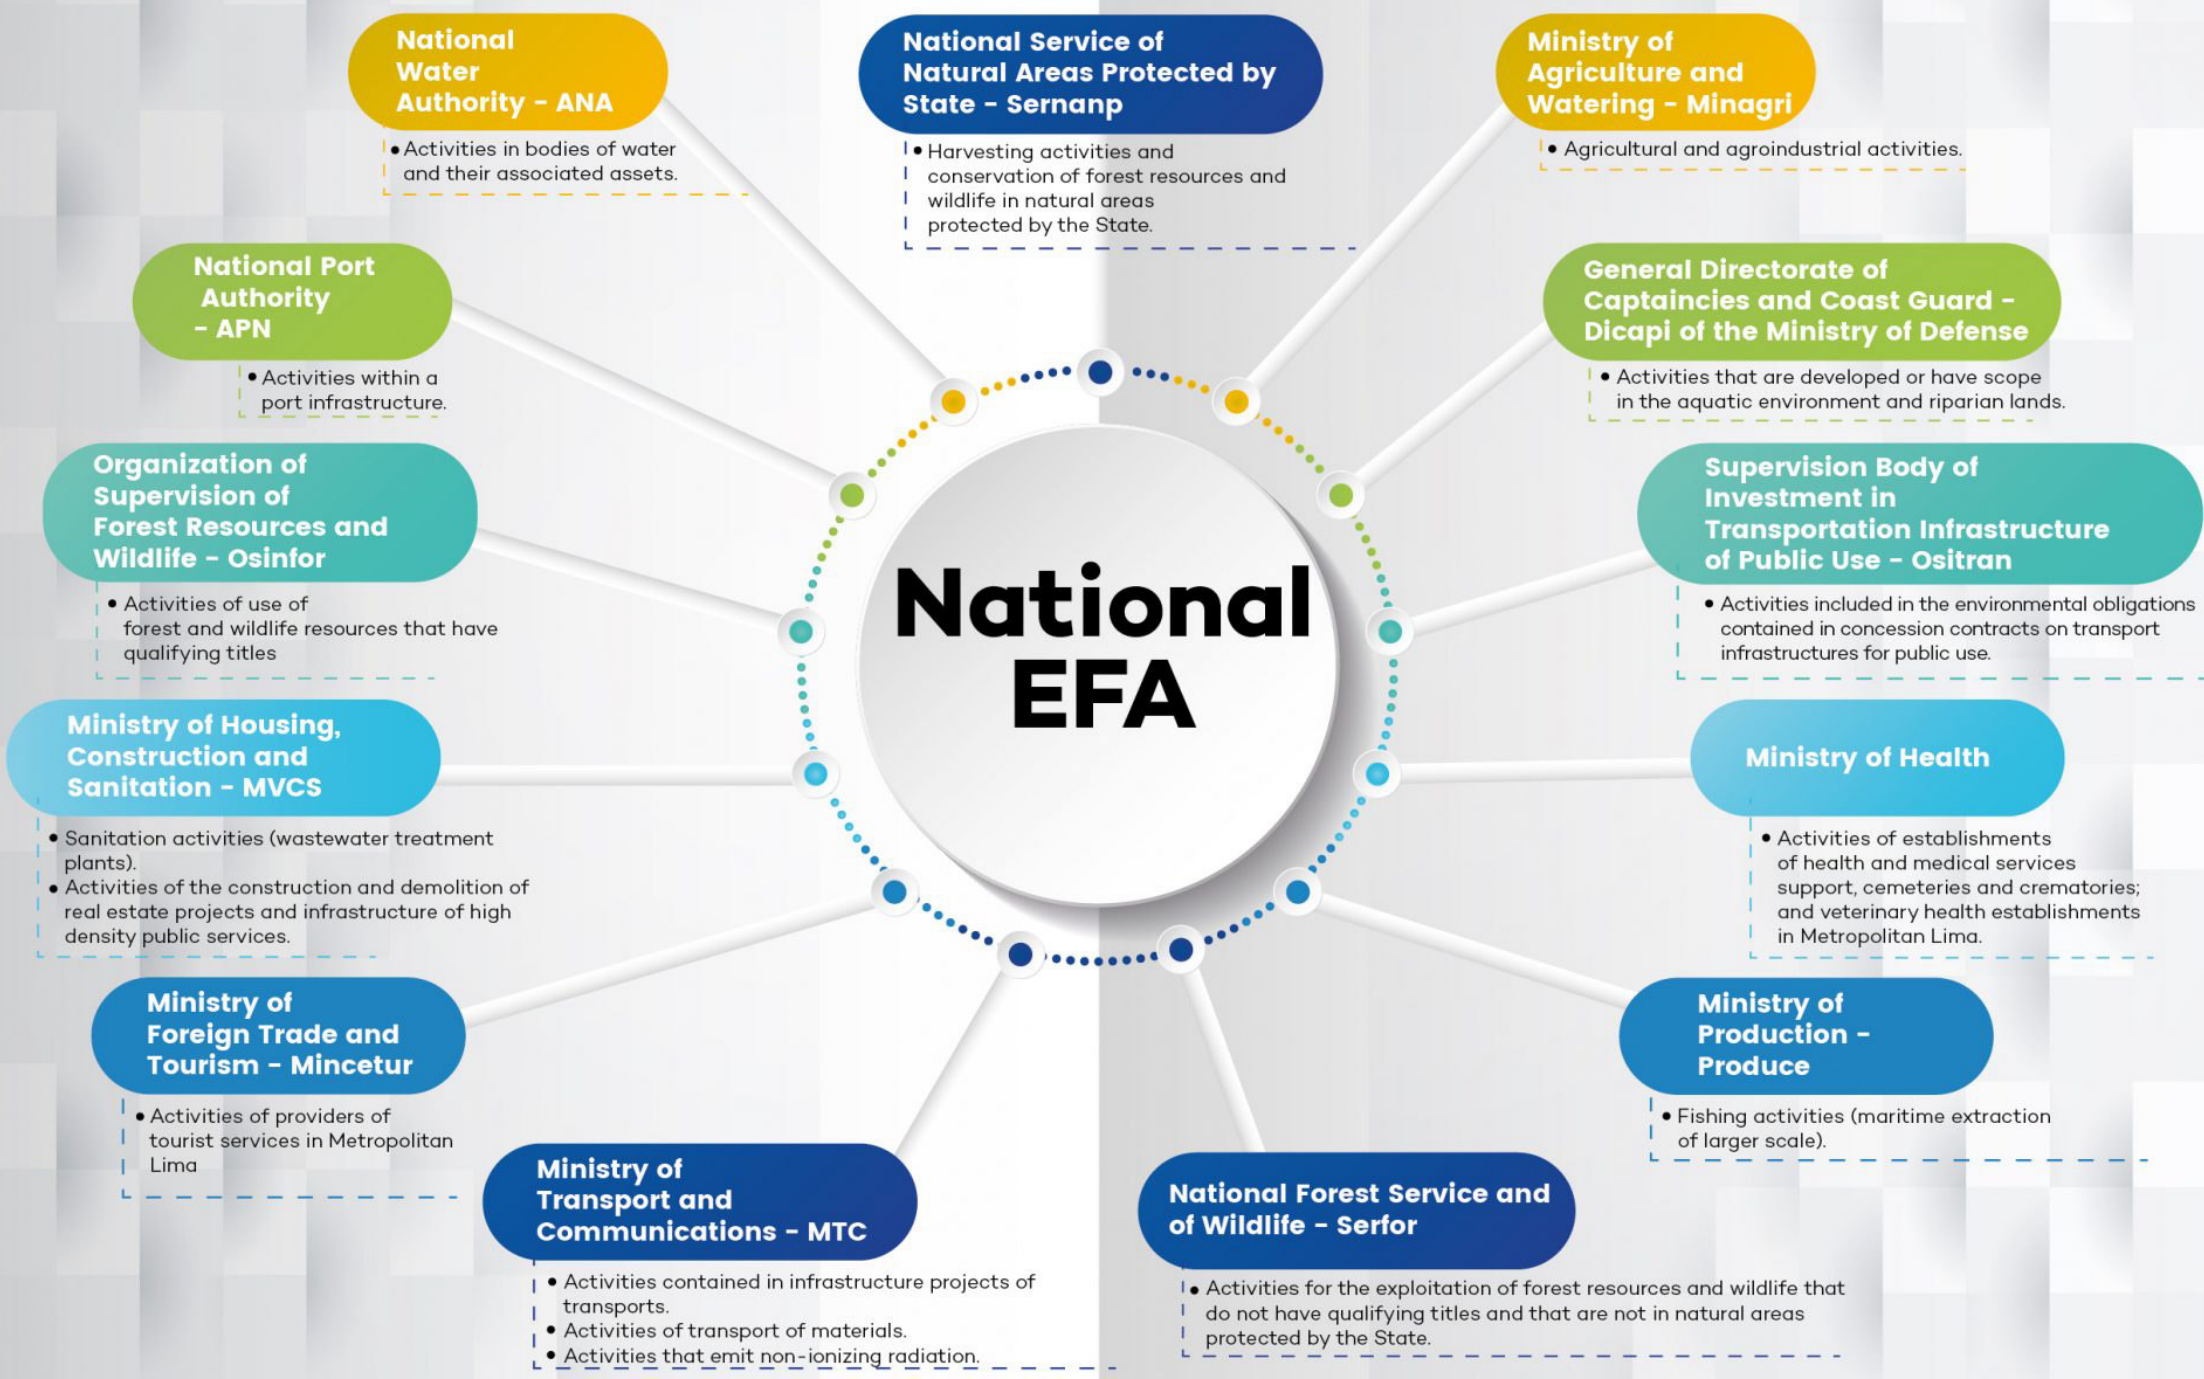 National
Water
Authority - ANA
• Activities in bodies of water
and their associated assets.
National Service of
Natural Areas Protected by
State - Sernanp
• Harvesting activities and
conservation of forest resources and
wildlife in natural areas
protected by the State.
Ministry of
Agriculture and
Watering - Minagri
• Agricultural and agroindustrial activities.
National Port
Authority
- APN
• Activities within a
port infrastructure.
General Directorate of
Captaincies and Coast Guard -
Dicapi of the Ministry of Defense
• Activities that are developed or have scope
in the aquatic environment and riparian lands.
Organization of
Supervision of
Forest Resources and
Wildlife - Osinfor
• Activities of use of
forest and wildlife resources that have
qualifying titles
Supervision Body of
Investment in
Transportation Infrastructure
of Public Use - Ositran
• Activities included in the environmental obligations
contained in concession contracts on transport
infrastructures for public use.
National
EFA
Ministry of Housing,
Construction and
Sanitation - MVCS
• Sanitation activities (wastewater treatment
plants).
• Activities of the construction and demolition of
real estate projects and infrastructure of high
density public services.
Ministry of Health
• Activities of establishments
of health and medical services
support, cemeteries and crematories;
and veterinary health establishments
in Metropolitan Lima.
Ministry of
Foreign Trade and
Tourism - Mincetur
• Activities of providers of
tourist services in Metropolitan
Lima
Ministry of
Production -
Produce
• Fishing activities (maritime extraction
of larger scale).
Ministry of
Transport and
Communications - MTC
• Activities contained in infrastructure projects of
transports.
• Activities of transport of materials.
• Activities that emit non-ionizing radiation.
National Forest Service and
of Wildlife - Serfor
• Activities for the exploitation of forest resources and wildlife that
do not have qualifying titles and that are not in natural areas
protected by the State.